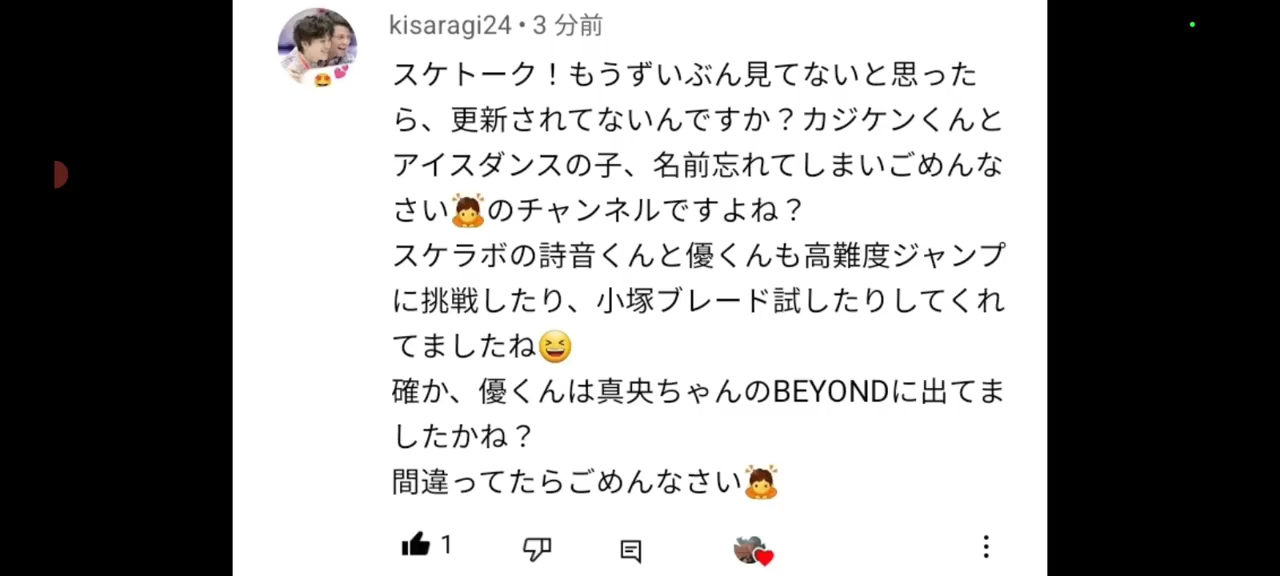 kisaragi24 • 3 分前
スケトーク！もうずいぶん見てないと思った
ら、更新されてないんですか？カジケンくんと
アイスダンスの子、名前忘れてしまいごめんな
さい🙇のチャンネルですよね？
スケラボの詩音くんと優くんも高難度ジャンプ
に挑戦したり、小塚ブレード試したりしてくれ
てましたね😆
確か、優くんは真央ちゃんのBEYONDに出てま
したかね？
間違ってたらごめんなさい🙇
1